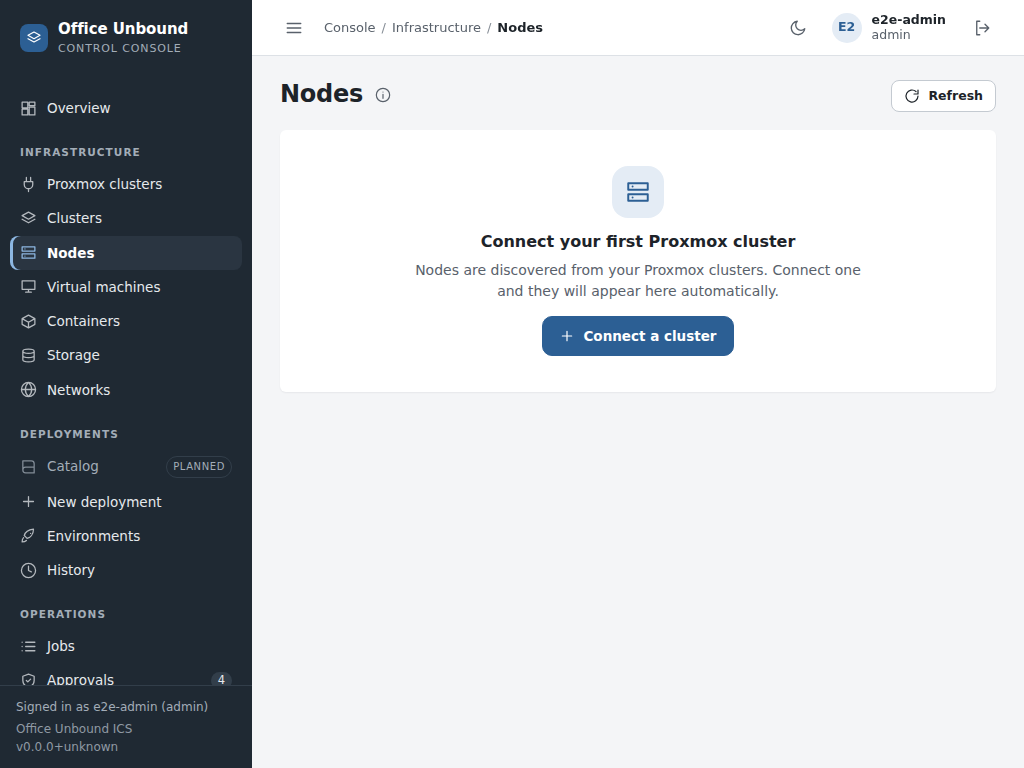 Office Unbound
CONTROL CONSOLE
Overview
INFRASTRUCTURE
Proxmox clusters
Clusters
Nodes
Virtual machines
Containers
Storage
Networks
DEPLOYMENTS
Catalog PLANNED
New deployment
Environments
History
OPERATIONS
Jobs
Approvals 4
Signed in as e2e-admin (admin)
Office Unbound ICS
v0.0.0+unknown
Console / Infrastructure / Nodes
E2
e2e-admin
admin
Nodes
Refresh
Connect your first Proxmox cluster
Nodes are discovered from your Proxmox clusters. Connect one
and they will appear here automatically.
Connect a cluster